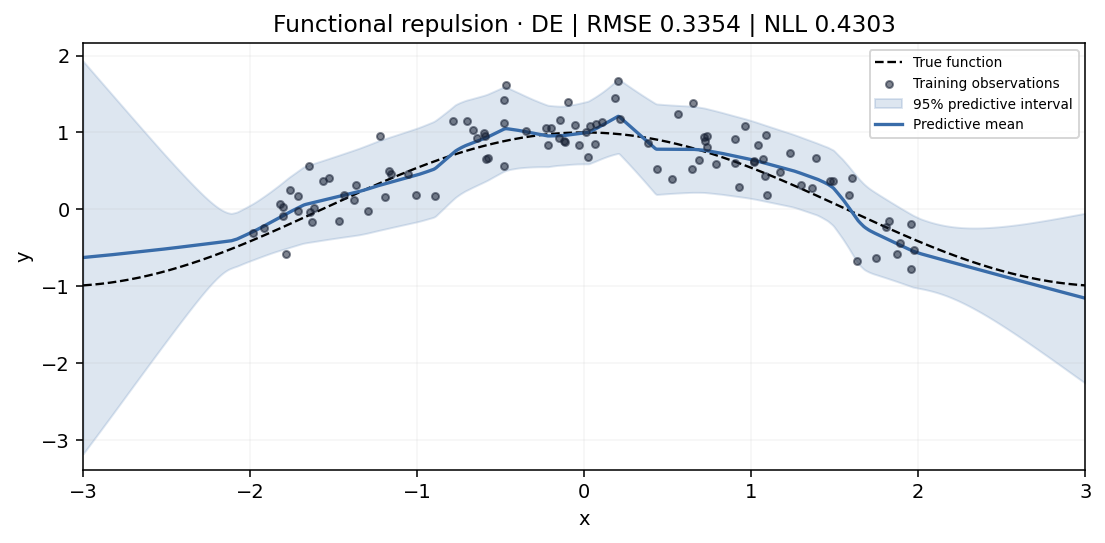 Functional repulsion · DE | RMSE 0.3354 | NLL 0.4303
True function
Training observations
95% predictive interval
Predictive mean
y
2
1
0
−1
−2
−3
−3
−2
−1
0
1
2
3
x